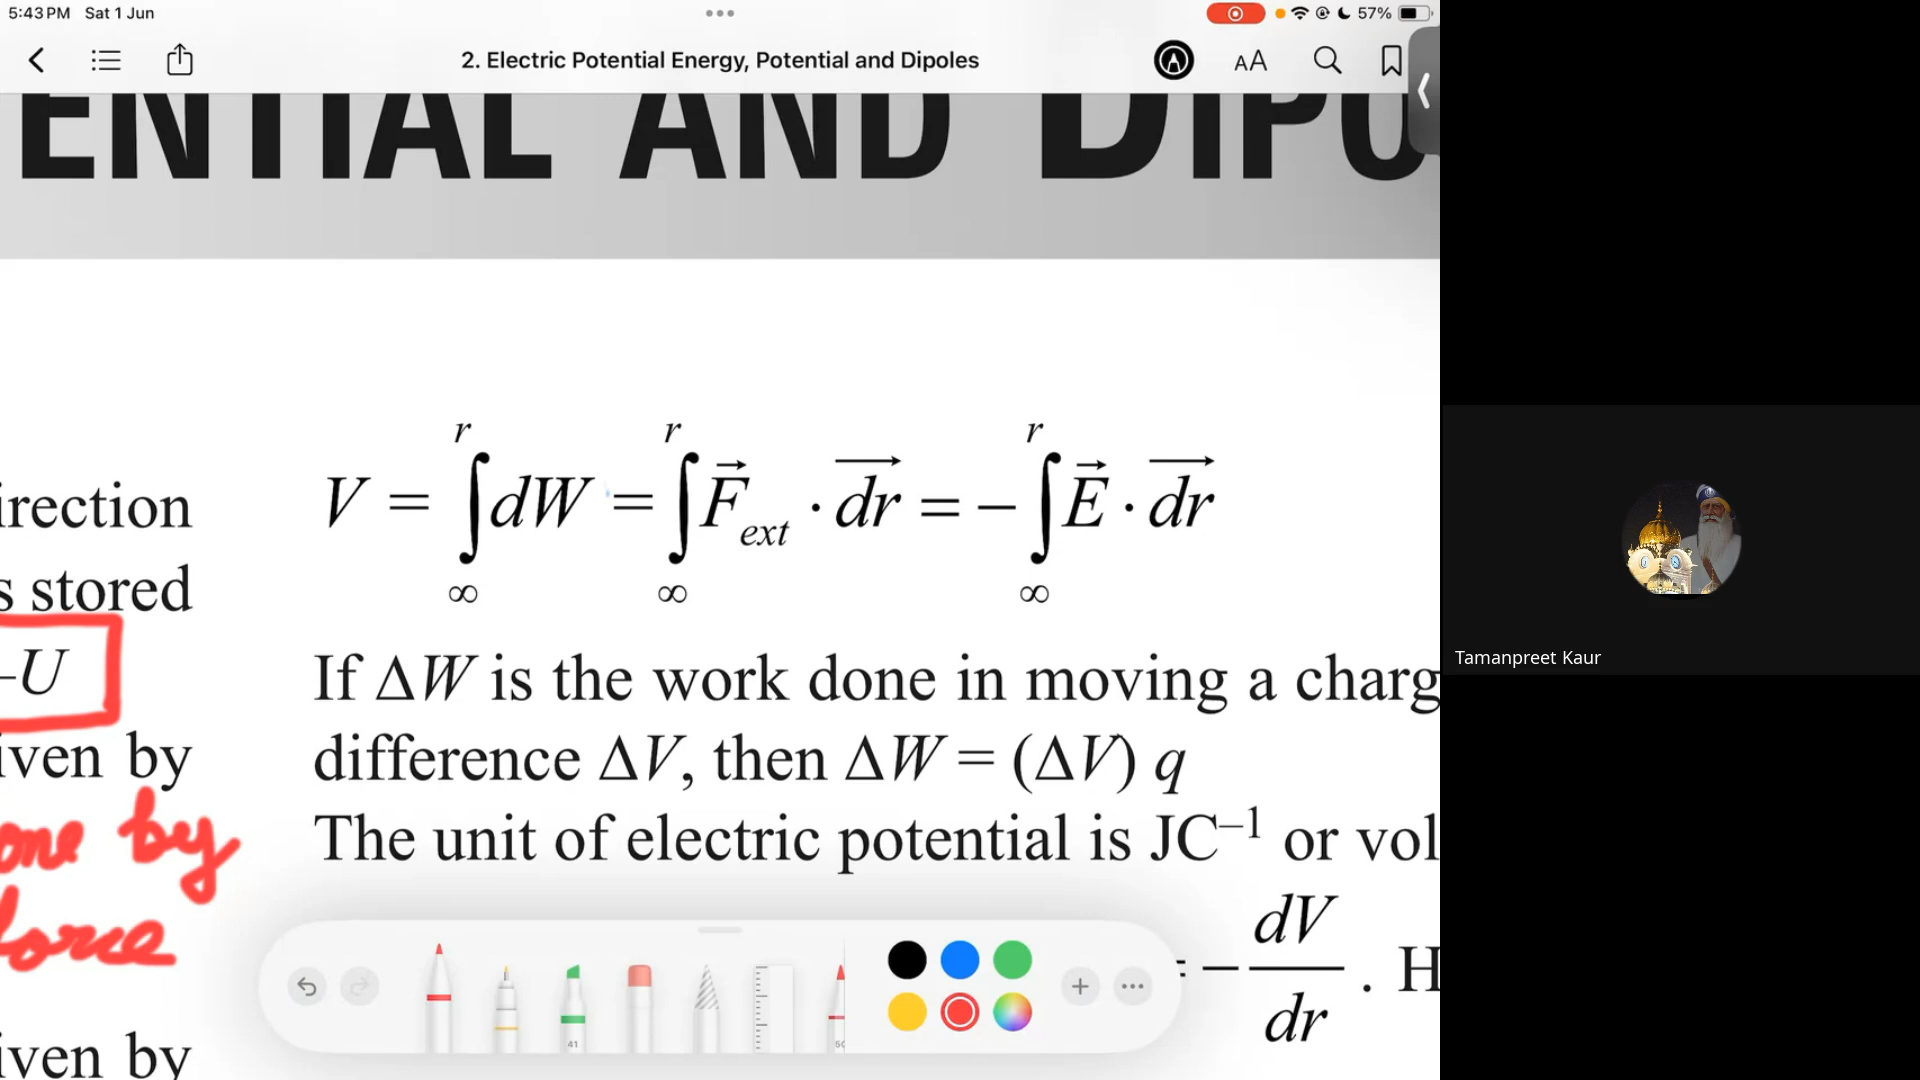 5:43 PM Sat 1 Jun
57%
2. Electric Potential Energy, Potential and Dipoles
AA
ENTIAL AND DIPO
V = ∫_∞^r dW = ∫_∞^r F⃗_ext · dr⃗ = − ∫_∞^r E⃗ · dr⃗
irection
s stored
–U
iven by
one by
force
iven by
If ΔW is the work done in moving a charg
difference ΔV, then ΔW = (ΔV) q
The unit of electric potential is JC⁻¹ or vol
= − dV/dr . H
41
50
Tamanpreet Kaur